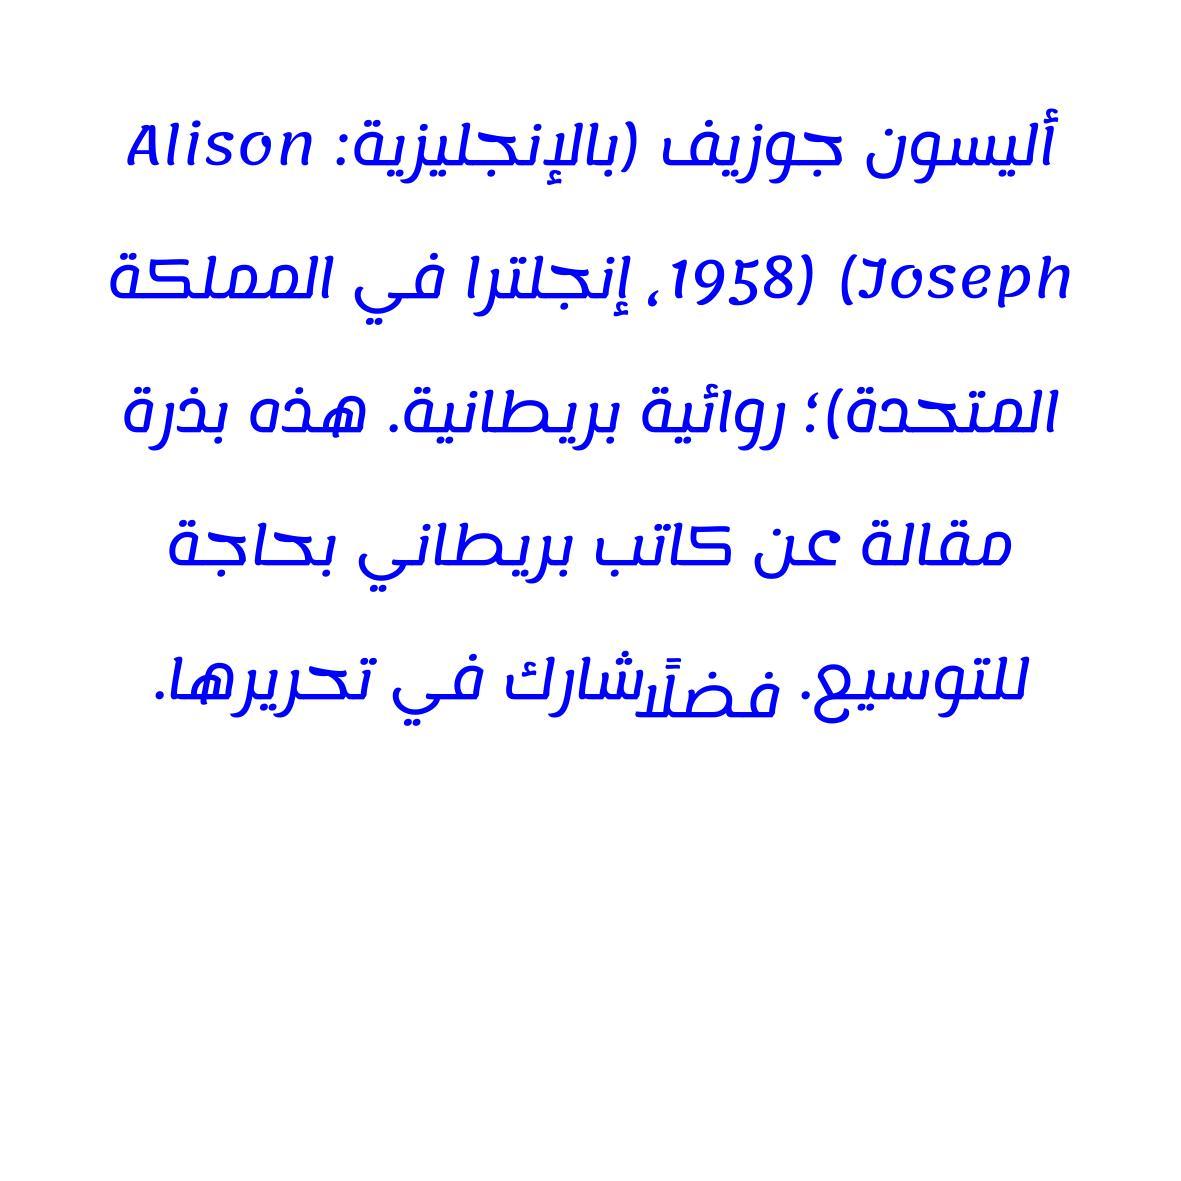 أليسون جوزيف (بالإنجليزية: Alison
Joseph) (1958، إنجلترا في المملكة
المتحدة)؛ روائية بريطانية. هذه بذرة
مقالة عن كاتب بريطاني بحاجة
للتوسيع. فضلًا شارك في تحريرها.